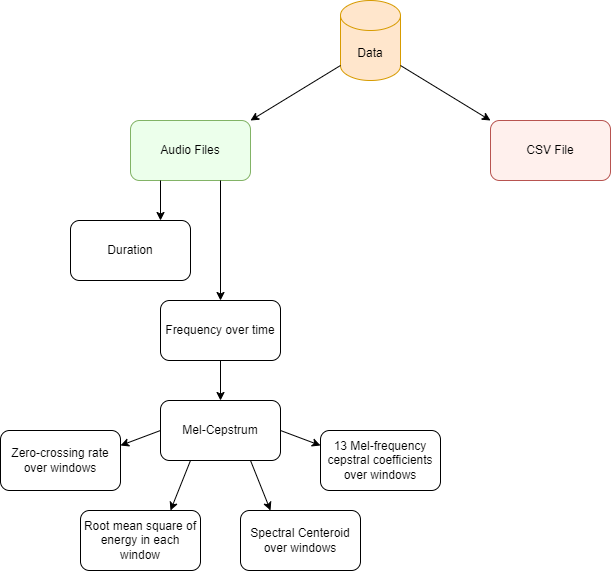 Data
Audio Files
CSV File
Duration
Frequency over time
Mel-Cepstrum
Zero-crossing rate
over windows
13 Mel-frequency
cepstral coefficients
over windows
Root mean square of
energy in each
window
Spectral Centeroid
over windows